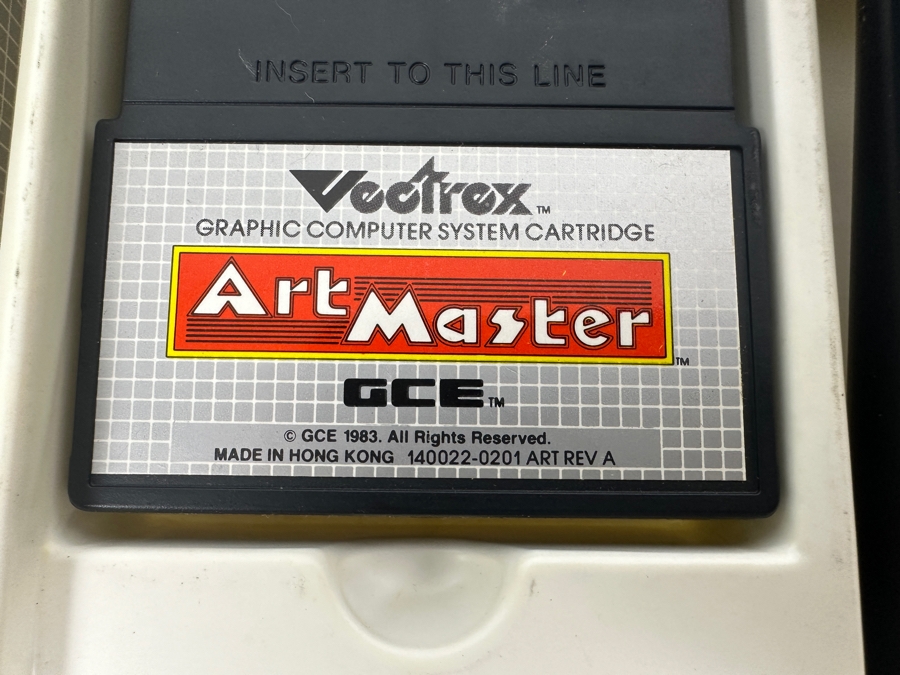 INSERT TO THIS LINE
Vectrex™
GRAPHIC COMPUTER SYSTEM CARTRIDGE
Art
Master™
GCE™
© GCE 1983. All Rights Reserved.
MADE IN HONG KONG 140022-0201 ART REV A